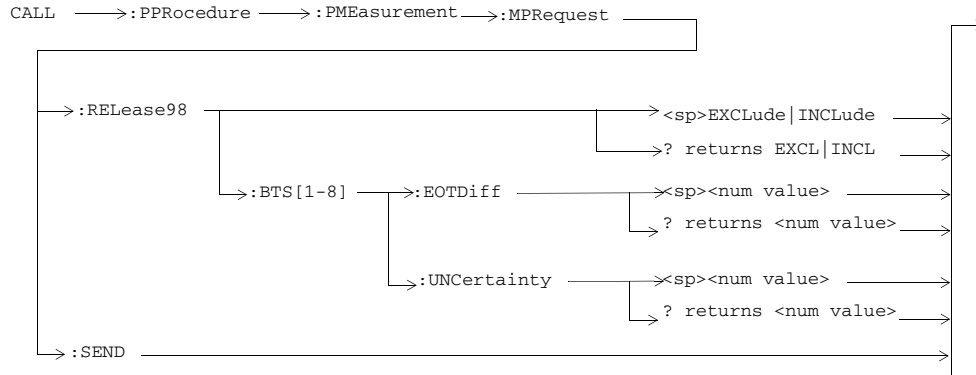 CALL :PPRocedure :PMEasurement :MPRequest
:RELease98 <sp>EXCLude|INCLude
? returns EXCL|INCL
:BTS[1-8] :EOTDiff <sp><num value>
? returns <num value>
:UNCertainty <sp><num value>
? returns <num value>
:SEND